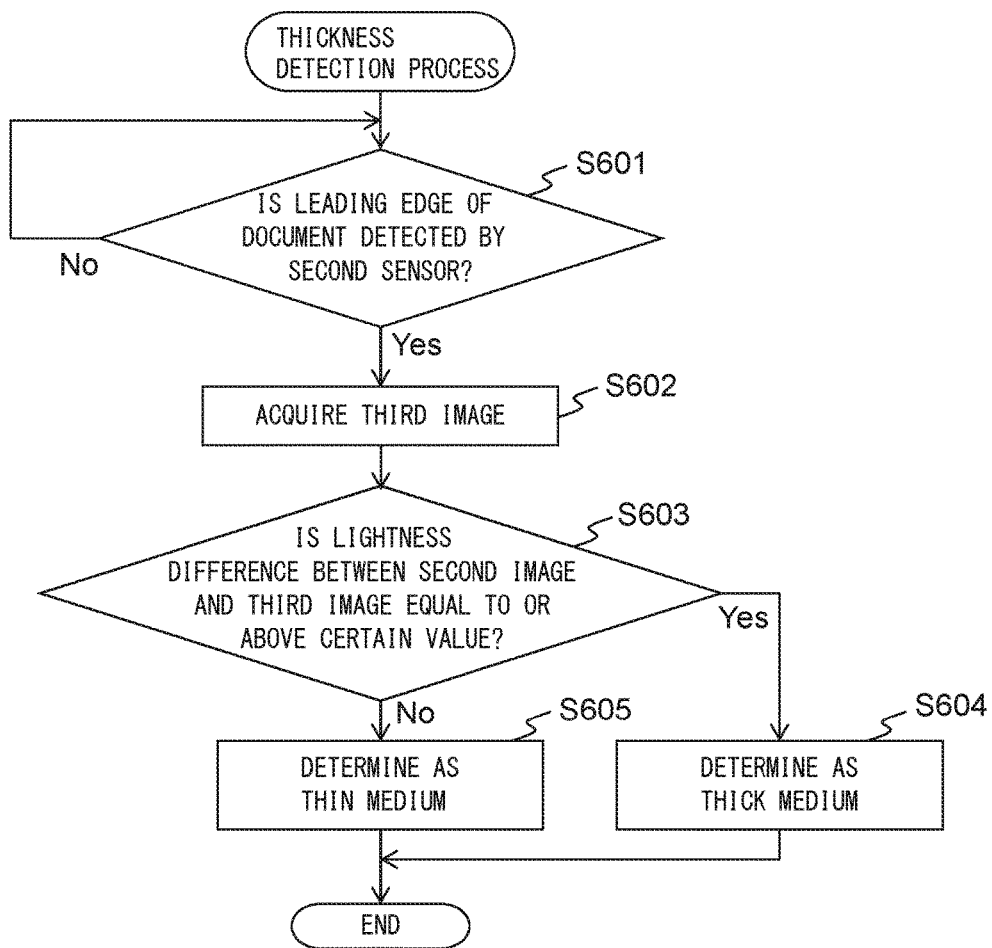 THICKNESS
DETECTION PROCESS
S601
IS LEADING EDGE OF
DOCUMENT DETECTED BY
SECOND SENSOR?
No
Yes
S602
ACQUIRE THIRD IMAGE
S603
IS LIGHTNESS
DIFFERENCE BETWEEN SECOND IMAGE
AND THIRD IMAGE EQUAL TO OR
ABOVE CERTAIN VALUE?
Yes
No
S605
S604
DETERMINE AS
THIN MEDIUM
DETERMINE AS
THICK MEDIUM
END